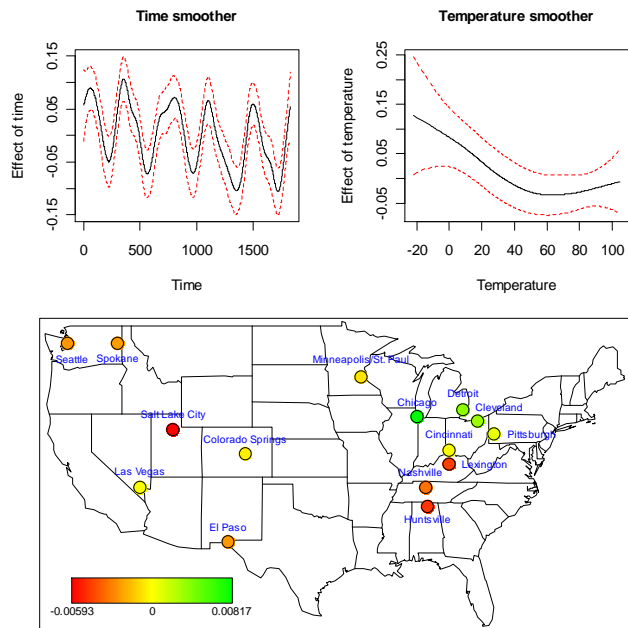 Time smoother
Temperature smoother
Effect of time
0.15
0.05
-0.05
-0.15
0 500 1000 1500
Time
Effect of temperature
0.25
0.15
0.05
-0.05
-20 0 20 40 60 80 100
Temperature
Seattle
Spokane
Minneapolis/St. Paul
Detroit
Chicago
Cleveland
Salt Lake City
Pittsburgh
Cincinnati
Colorado Springs
Lexington
Las Vegas
Nashville
Huntsville
El Paso
-0.00593 0 0.00817